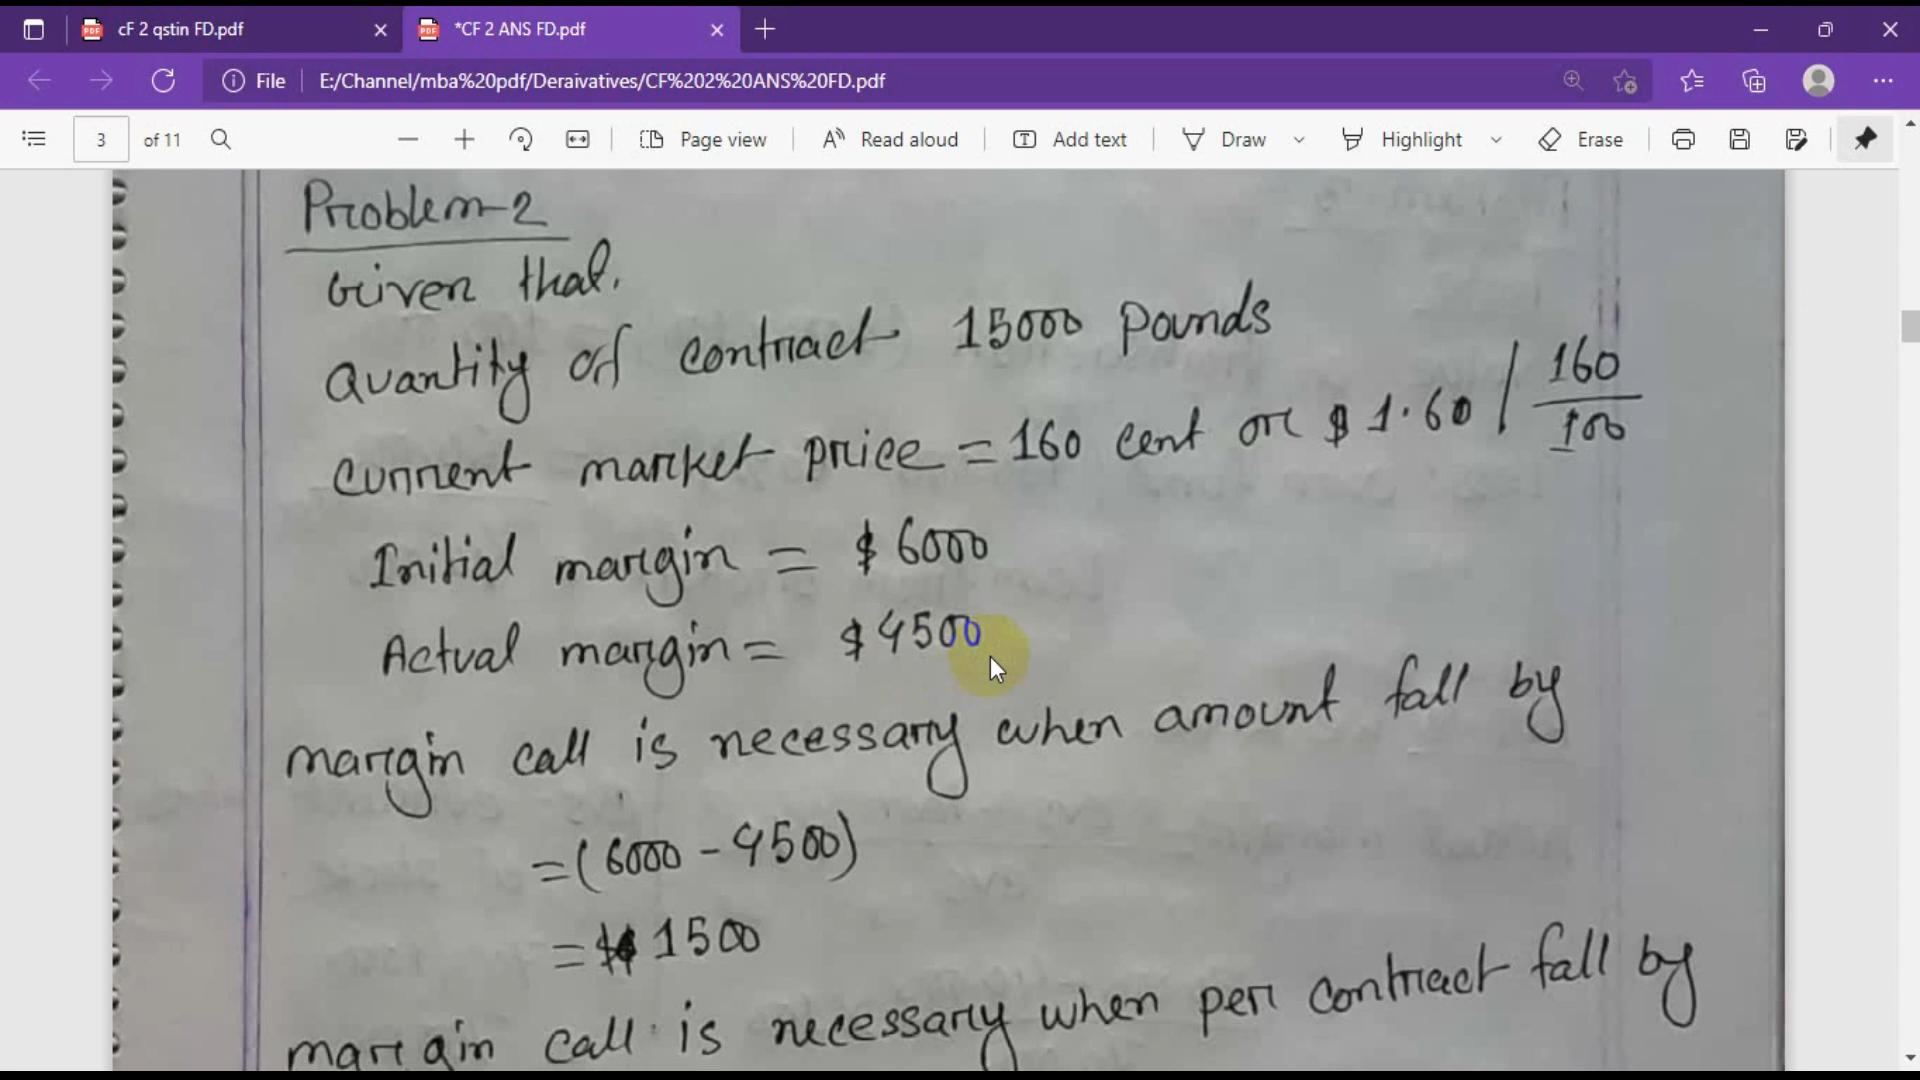 cF 2 qstin FD.pdf
*CF 2 ANS FD.pdf
File
E:/Channel/mba%20pdf/Deraivatives/CF%202%20ANS%20FD.pdf
3 of 11
Page view
Read aloud
Add text
Draw
Highlight
Erase
Problem-2
Given that.
Quantity of contract 15000 pounds
Current market price = 160 cent or $ 1.60 / 160/100
Initial margin = $ 6000
Actual margin = $ 4500
margin call is necessary when amount fall by
= (6000 - 4500)
= $ 1500
margin call is necessary when per contract fall by